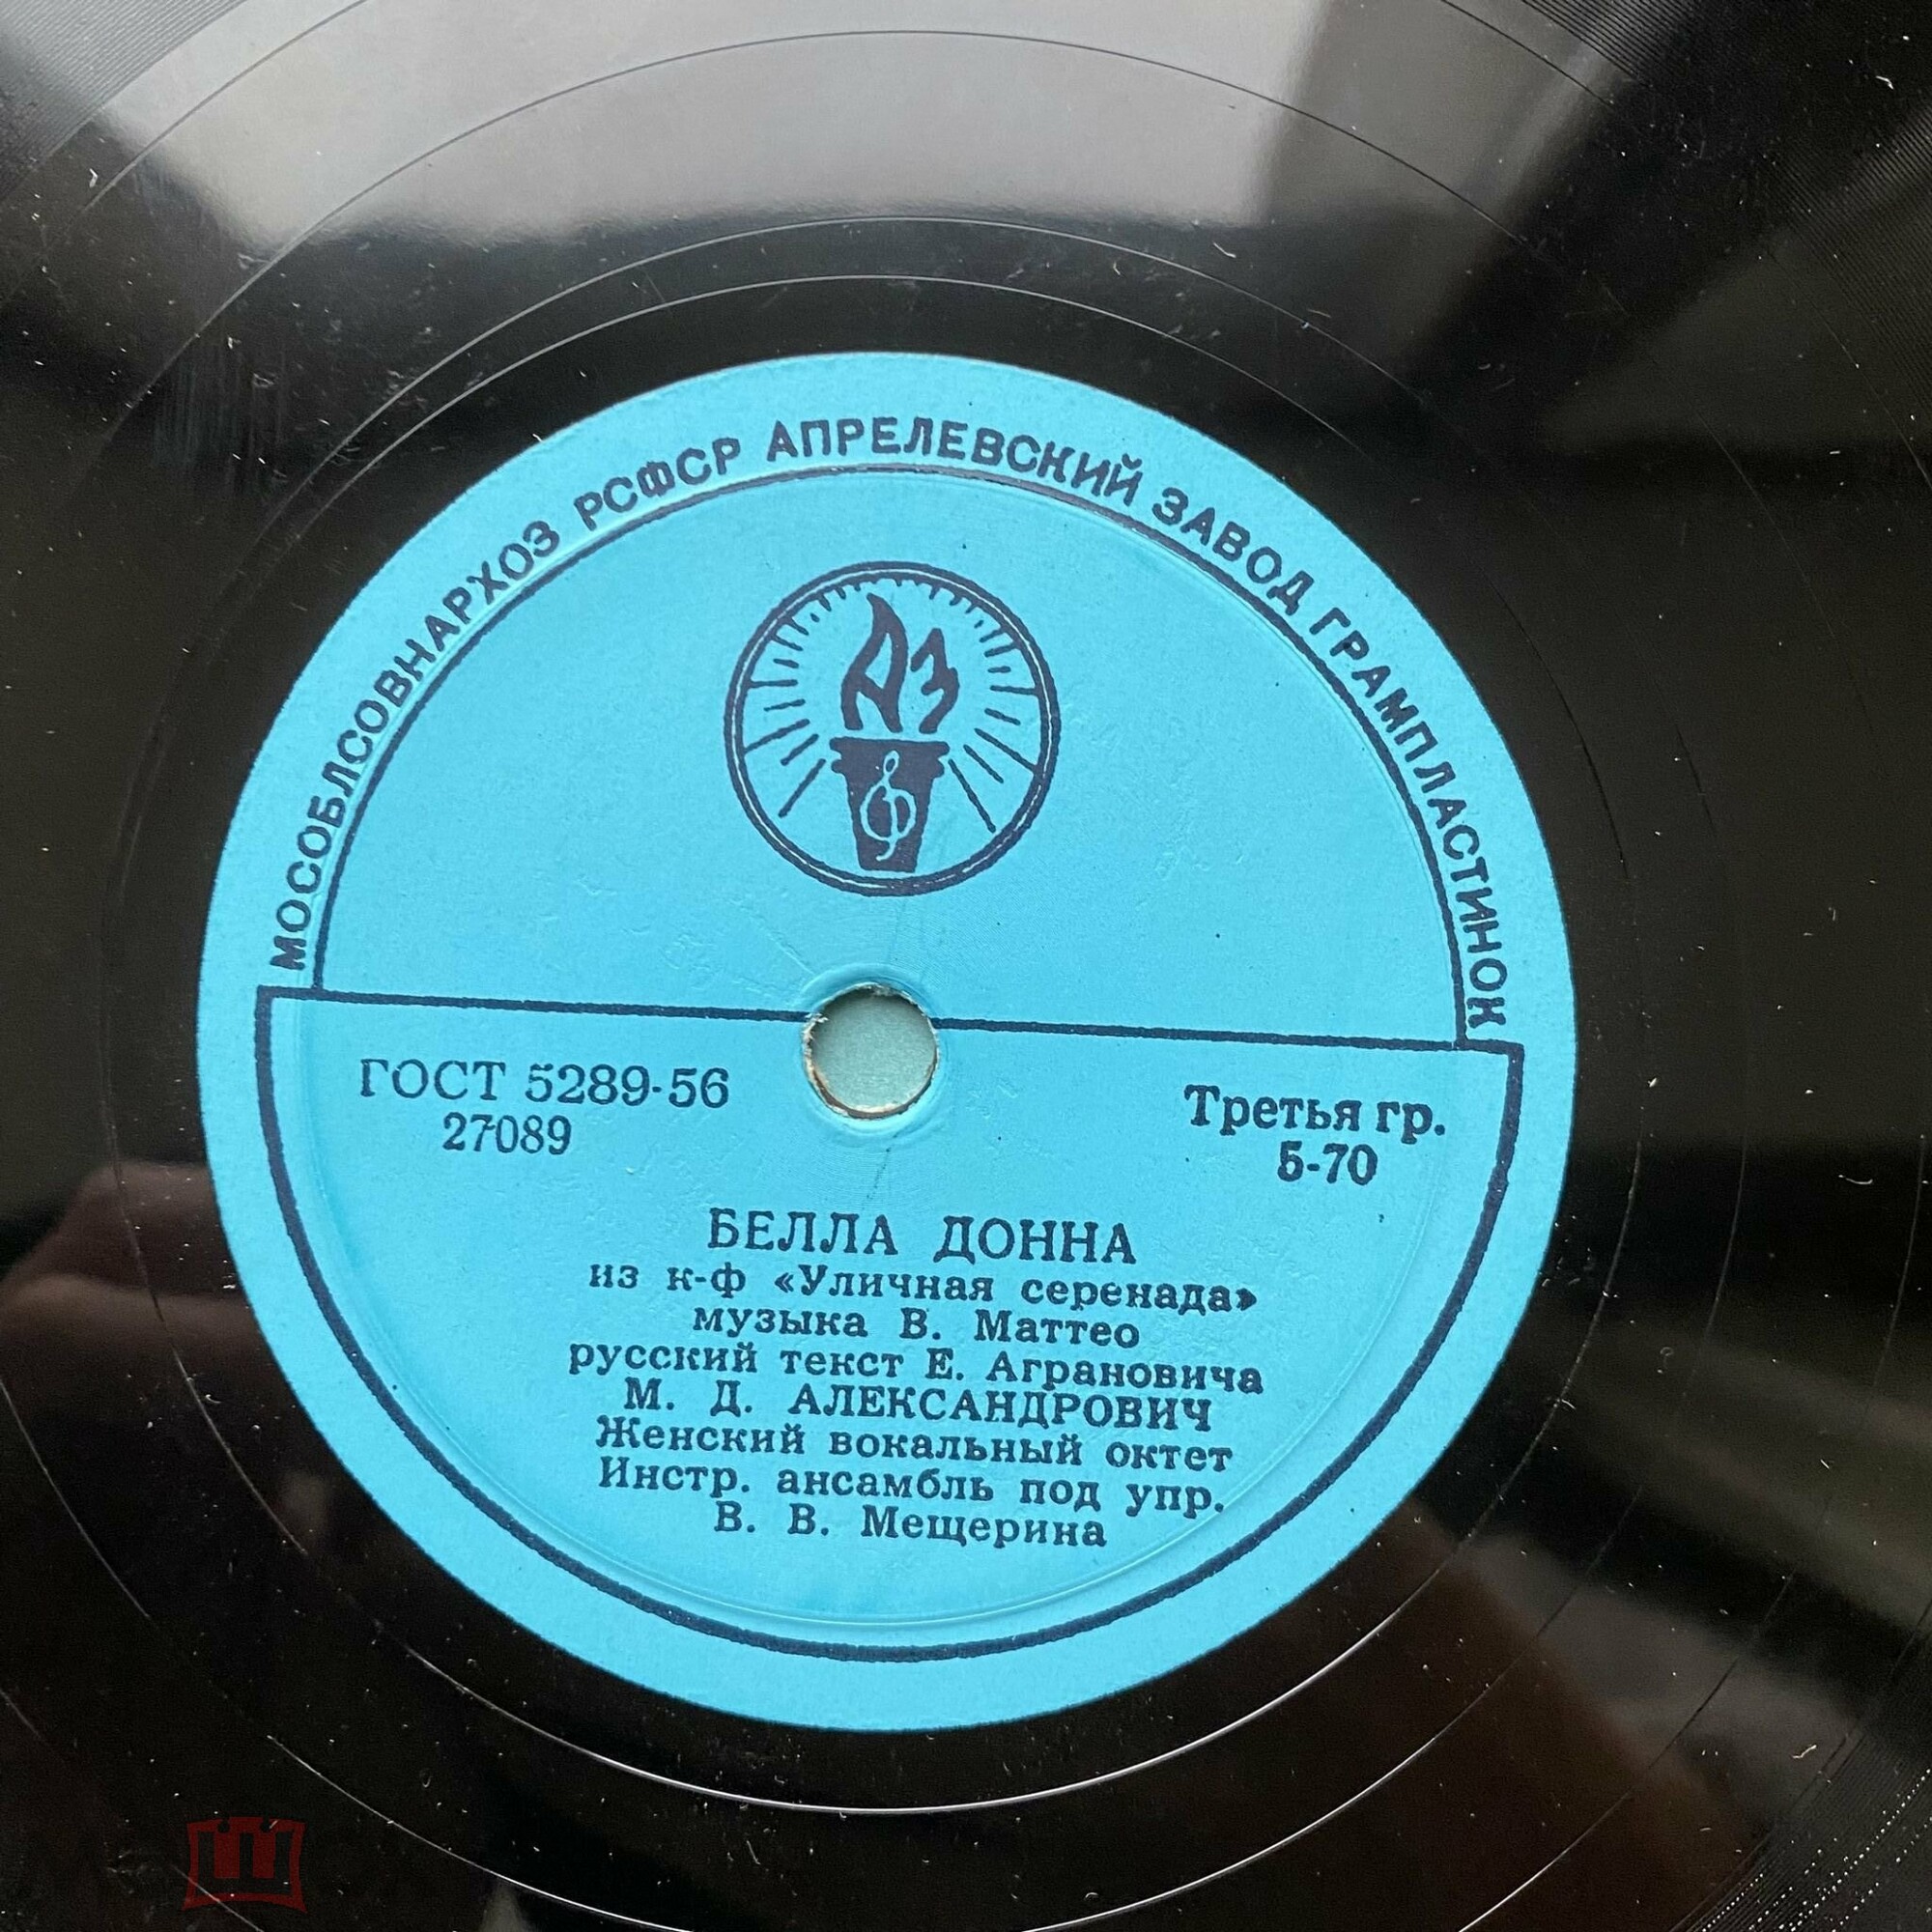 МОСОБЛСОВНАРХОЗ РСФСР АПРЕЛЕВСКИЙ ЗАВОД ГРАМПЛАСТИНОК
АЗ
ГОСТ 5289-56
27089
Третья гр.
5-70
БЕЛЛА ДОННА
из к-ф «Уличная серенада»
музыка В. Маттео
русский текст Е. Аграновича
М. Д. АЛЕКСАНДРОВИЧ
Женский вокальный октет
Инстр. ансамбль под упр.
В. В. Мещерина